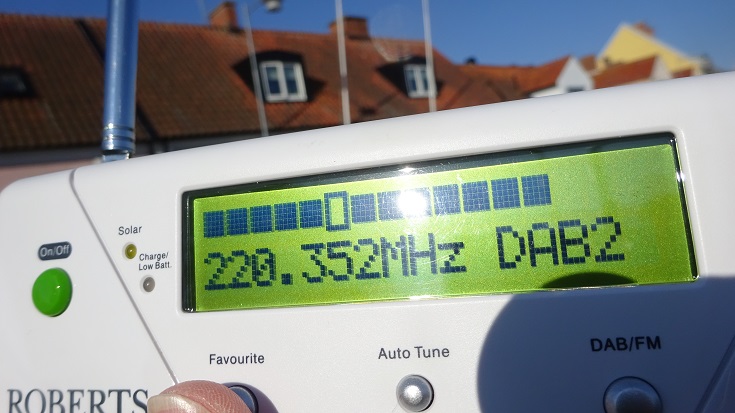 220.352MHz DAB2
On/Off
Solar
Charge/
Low Batt.
Favourite
Auto Tune
DAB/FM
ROBERTS